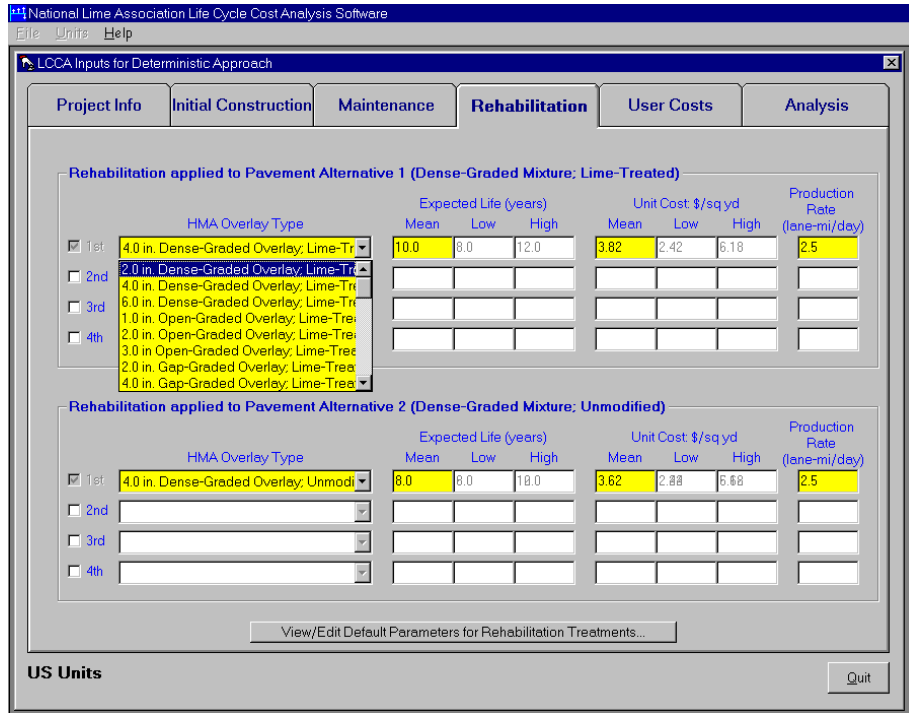 National Lime Association Life Cycle Cost Analysis Software
File Units Help
LCCA Inputs for Deterministic Approach
Project Info Initial Construction Maintenance Rehabilitation User Costs Analysis
Rehabilitation applied to Pavement Alternative 1 (Dense-Graded Mixture; Lime-Treated)
Expected Life (years) Unit Cost: $/sq yd Production Rate (lane-mi/day)
HMA Overlay Type Mean Low High Mean Low High
1st 4.0 in. Dense-Graded Overlay; Lime-Tr 10.0 8.0 12.0 3.82 2.42 6.18 2.5
2nd 2.0 in. Dense-Graded Overlay; Lime-Tre
4.0 in. Dense-Graded Overlay; Lime-Tre
3rd 6.0 in. Dense-Graded Overlay; Lime-Tre
1.0 in. Open-Graded Overlay; Lime-Trea
4th 2.0 in. Open-Graded Overlay; Lime-Trea
3.0 in Open-Graded Overlay; Lime-Trea
2.0 in. Gap-Graded Overlay; Lime-Treat
4.0 in. Gap-Graded Overlay; Lime-Treat
Rehabilitation applied to Pavement Alternative 2 (Dense-Graded Mixture; Unmodified)
Expected Life (years) Unit Cost: $/sq yd Production Rate (lane-mi/day)
HMA Overlay Type Mean Low High Mean Low High
1st 4.0 in. Dense-Graded Overlay; Unmodi 8.0 3.62 2.5
2nd
3rd
4th
View/Edit Default Parameters for Rehabilitation Treatments...
US Units Quit